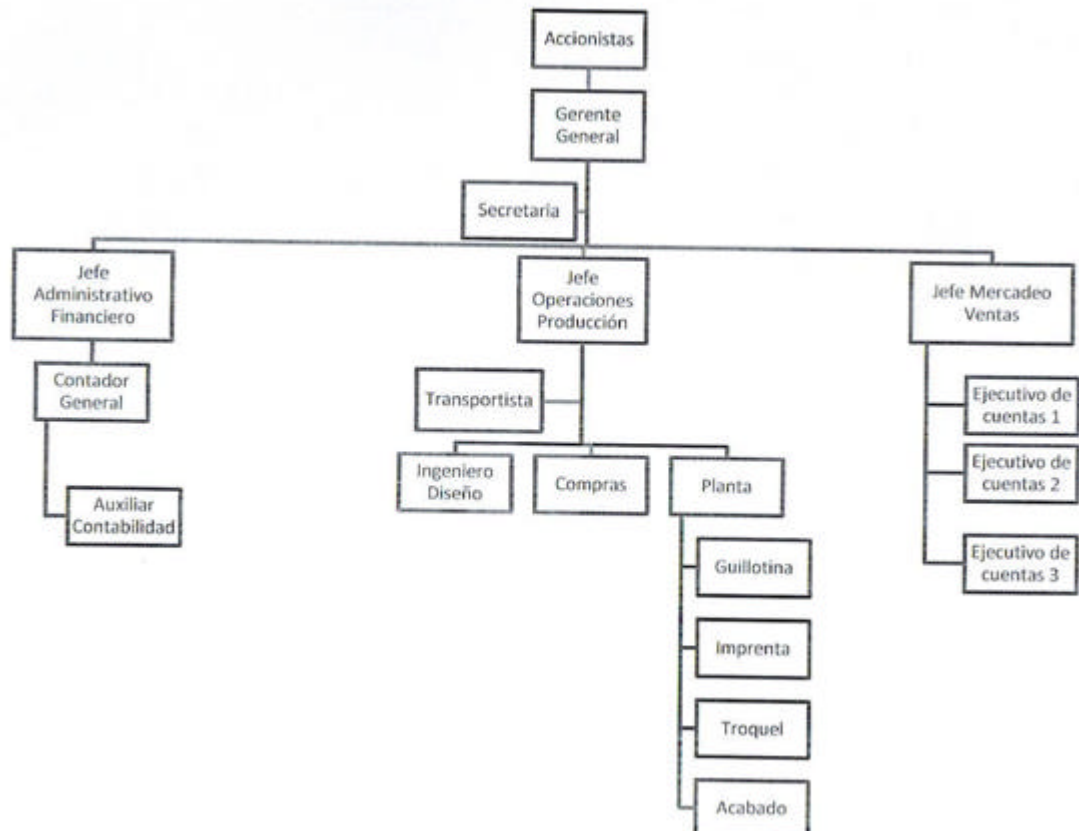 Accionistas
Gerente
General
Secretaria
Jefe
Administrativo
Financiero
Jefe
Operaciones
Producción
Jefe Mercadeo
Ventas
Contador
General
Transportista
Ejecutivo de
cuentas 1
Ingeniero
Diseño
Compras
Planta
Ejecutivo de
cuentas 2
Auxiliar
Contabilidad
Guillotina
Ejecutivo de
cuentas 3
Imprenta
Troquel
Acabado